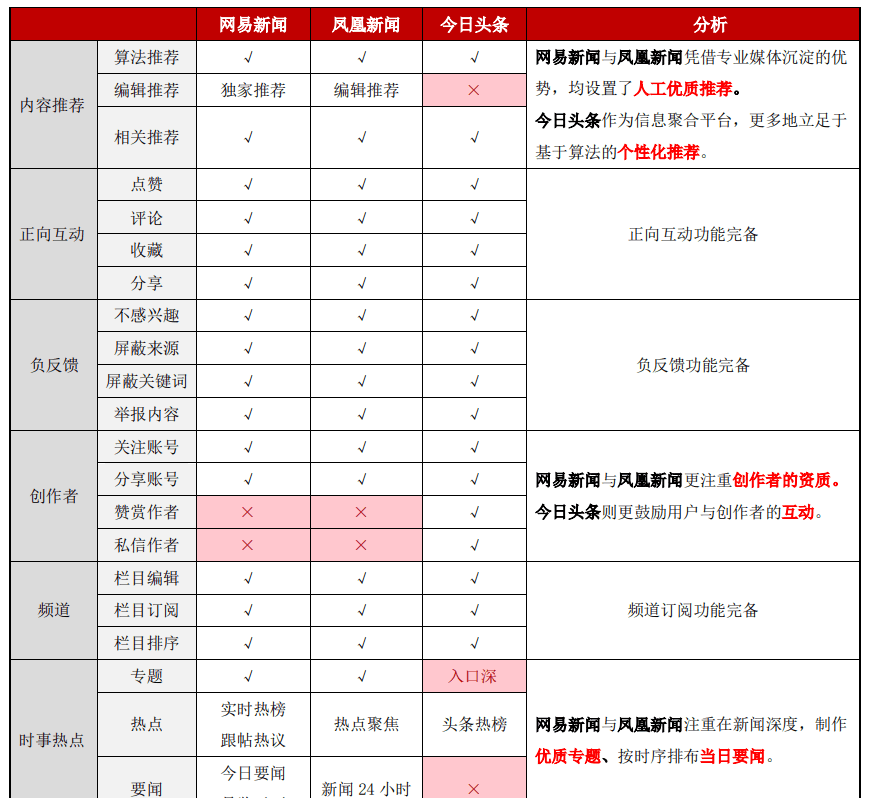 网易新闻 凤凰新闻 今日头条 分析
内容推荐
算法推荐 √ √ √
编辑推荐 独家推荐 编辑推荐 ×
相关推荐 √ √ √
网易新闻与凤凰新闻凭借专业媒体沉淀的优
势，均设置了人工优质推荐。
今日头条作为信息聚合平台，更多地立足于
基于算法的个性化推荐。
正向互动
点赞 √ √ √
评论 √ √ √
收藏 √ √ √
分享 √ √ √
正向互动功能完备
负反馈
不感兴趣 √ √ √
屏蔽来源 √ √ √
屏蔽关键词 √ √ √
举报内容 √ √ √
负反馈功能完备
创作者
关注账号 √ √ √
分享账号 √ √ √
赞赏作者 × × √
私信作者 × × √
网易新闻与凤凰新闻更注重创作者的资质。
今日头条则更鼓励用户与创作者的互动。
频道
栏目编辑 √ √ √
栏目订阅 √ √ √
栏目排序 √ √ √
频道订阅功能完备
时事热点
专题 √ √ 入口深
热点 实时热榜 热点聚焦 头条热榜
跟帖热议
要闻 今日要闻 新闻 24 小时 ×
网易新闻与凤凰新闻注重在新闻深度，制作
优质专题、按时序排布当日要闻。